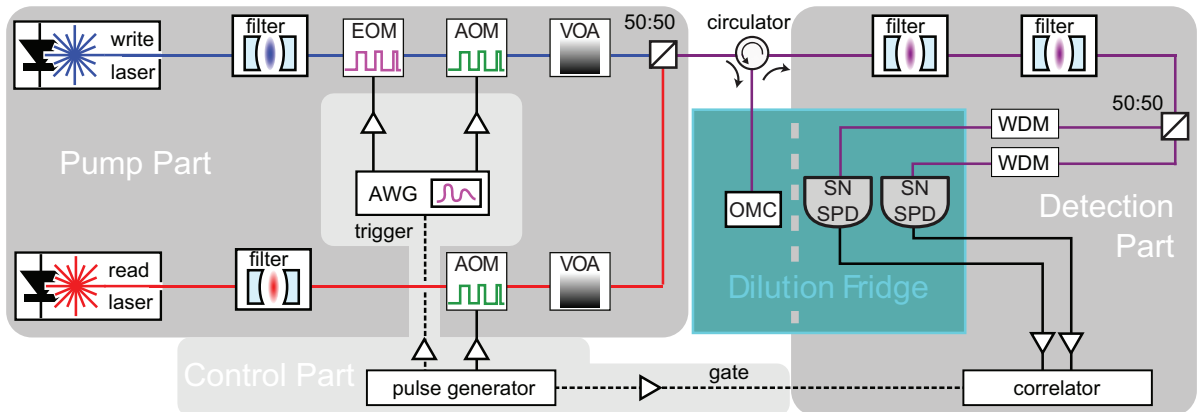 write
laser
filter
EOM
AOM
VOA
50:50
circulator
filter
filter
50:50
WDM
WDM
Pump Part
AWG
trigger
OMC
SN
SPD
SN
SPD
Detection
Part
read
laser
filter
AOM
VOA
Dilution Fridge
Control Part
pulse generator
gate
correlator